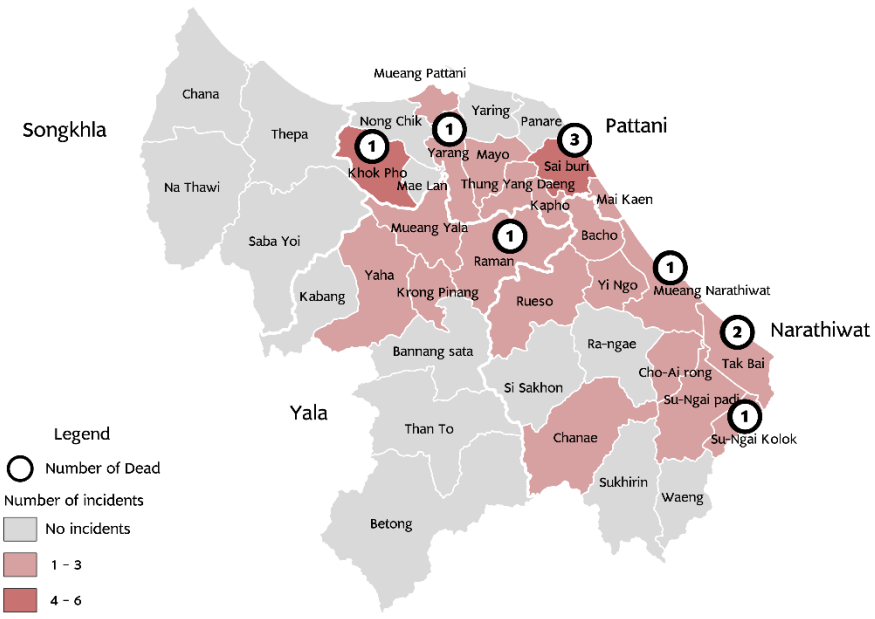 Mueang Pattani
Chana
Songkhla
Thepa
Nong Chik
Yaring
Panare
Pattani
1
1
3
Yarang
Mayo
Sai buri
Khok Pho
Na Thawi
Mae Lan
Thung Yang Daeng
Kapho
Mai Kaen
Saba Yoi
Mueang Yala
1
Bacho
Raman
Yaha
1
Kabang
Krong Pinang
Rueso
Yi Ngo
Mueang Narathiwat
2
Narathiwat
Bannang sata
Ra-ngae
Tak Bai
Cho-Ai rong
Si Sakhon
Su-Ngai padi
Yala
1
Than To
Chanae
Su-Ngai Kolok
Sukhirin
Waeng
Betong
Legend
Number of Dead
Number of incidents
No incidents
1 - 3
4 - 6